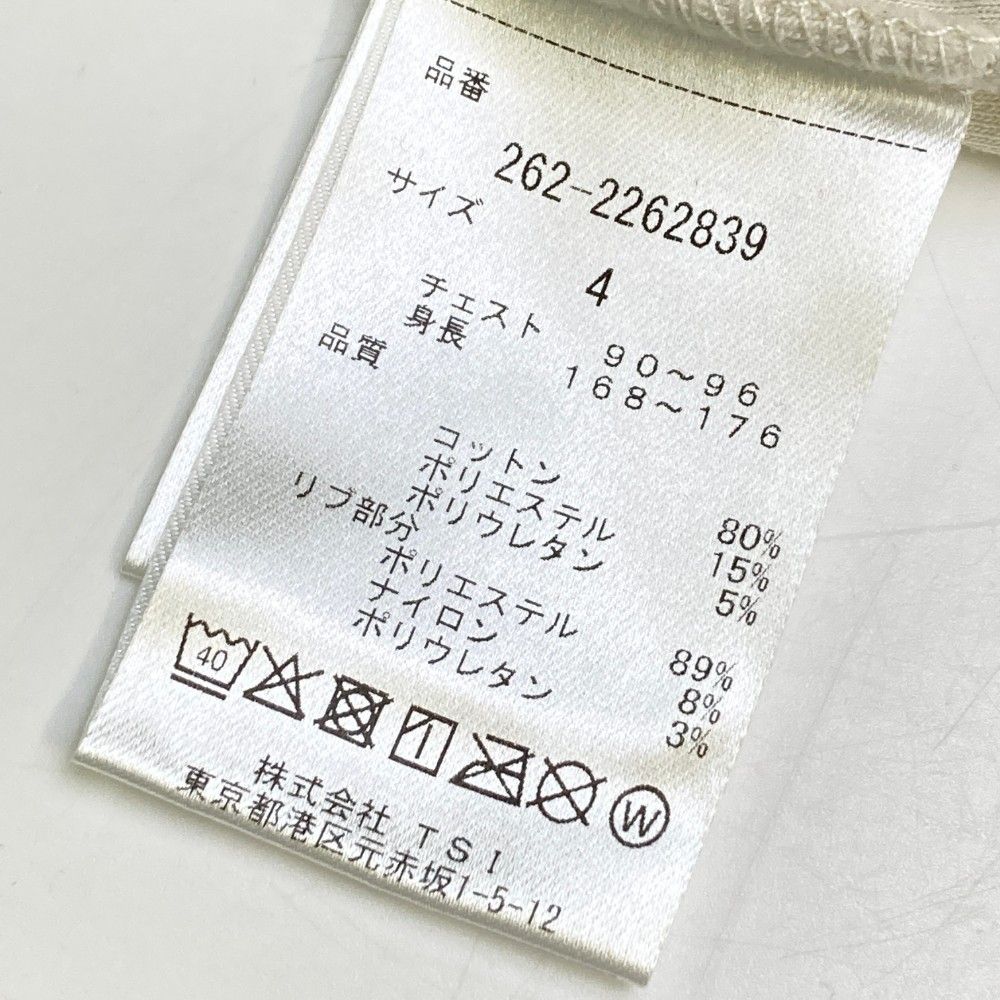 品番
262-2262839
サイズ
4
チェスト 90～96
身長 168～176
品質
コットン 80%
ポリエステル 15%
ポリウレタン 5%
リブ部分
ポリエステル 89%
ナイロン 8%
ポリウレタン 3%
40 W
株式会社 TSI
東京都港区元赤坂1-5-12